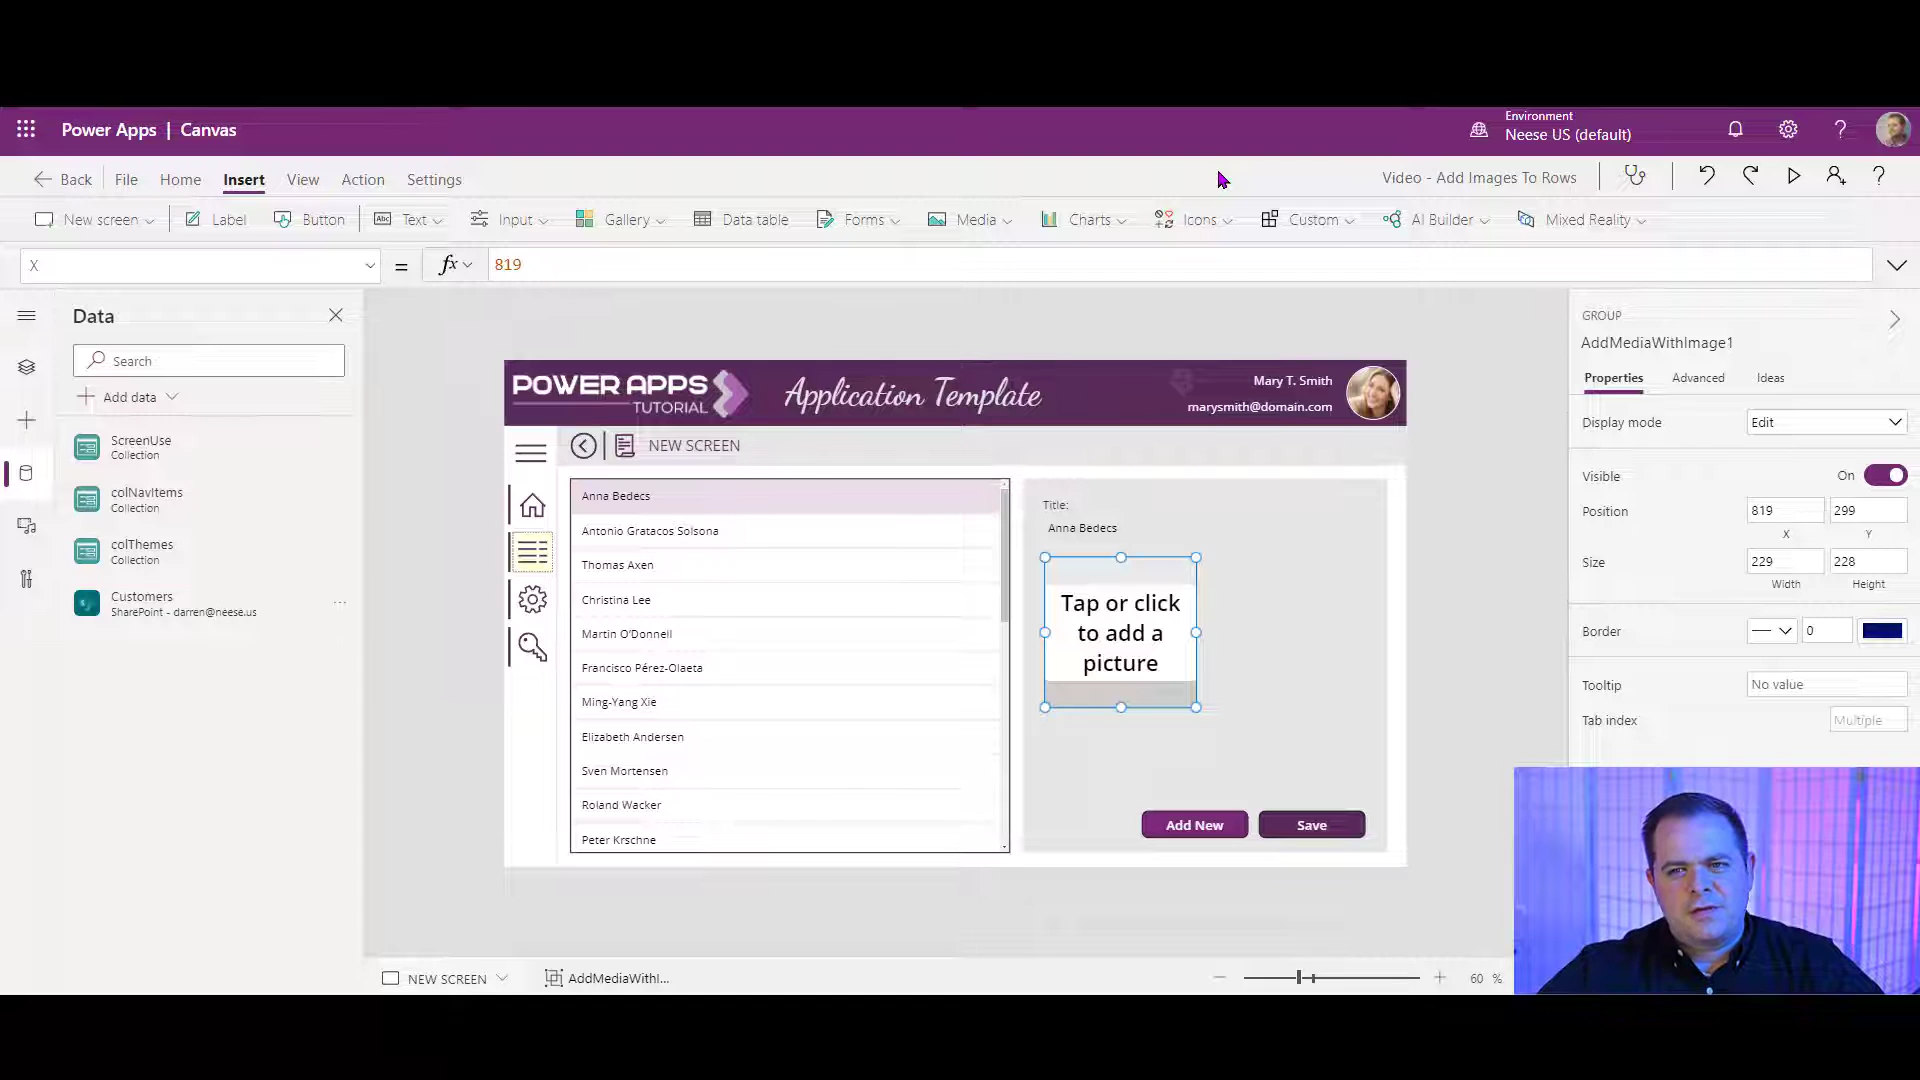 Power Apps | Canvas
Environment
Neese US (default)
Back File Home Insert View Action Settings
Video - Add Images To Rows
New screen Label Button Text Input Gallery Data table Forms Media Charts Icons Custom AI Builder Mixed Reality
X = fx 819
Data
Search
Add data
ScreenUse
Collection
colNavItems
Collection
colThemes
Collection
Customers
SharePoint - darren@neese.us
POWER APPS
TUTORIAL
Application Template
Mary T. Smith
marysmith@domain.com
NEW SCREEN
Anna Bedecs
Antonio Gratacos Solsona
Thomas Axen
Christina Lee
Martin O'Donnell
Francisco Pérez-Olaeta
Ming-Yang Xie
Elizabeth Andersen
Sven Mortensen
Roland Wacker
Peter Krschne
Title:
Anna Bedecs
Tap or click
to add a
picture
Add New Save
GROUP
AddMediaWithImage1
Properties Advanced Ideas
Display mode Edit
Visible On
Position 819 299
X Y
Size 229 228
Width Height
Border 0
Tooltip No value
Tab index Multiple
NEW SCREEN AddMediaWithI... 60 %